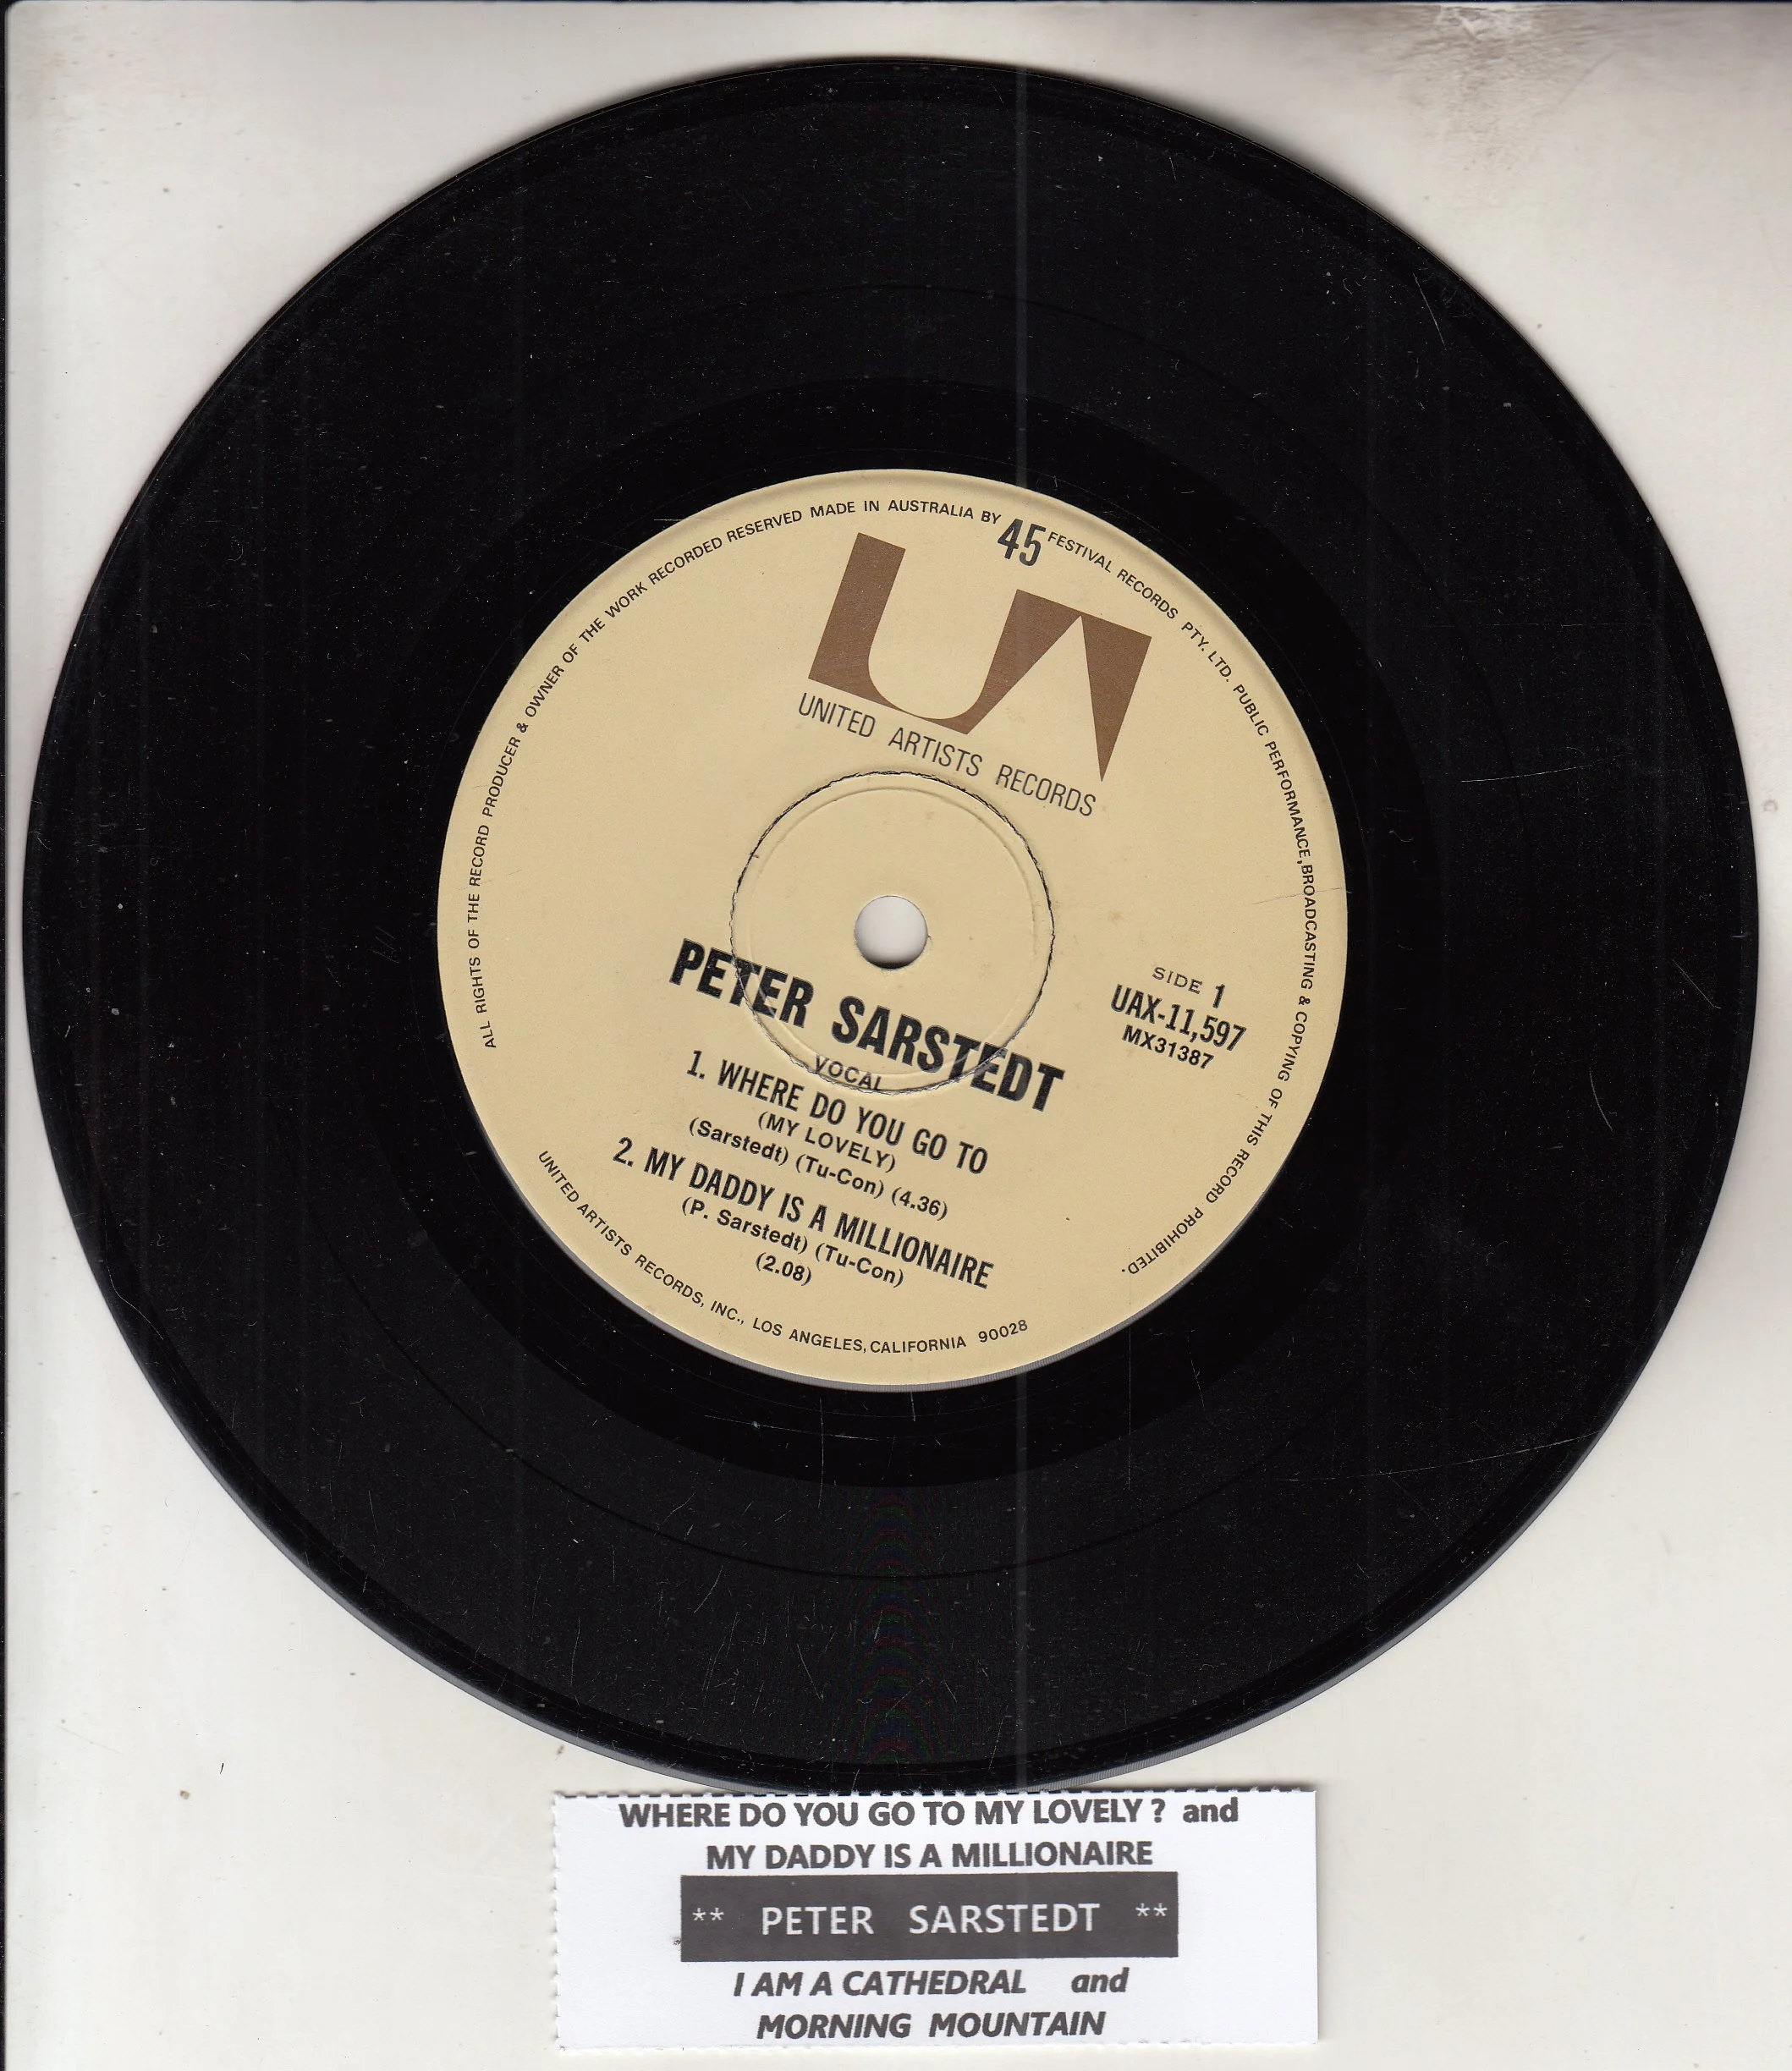 ALL RIGHTS OF THE RECORD PRODUCER & OWNER OF THE WORK RECORDED RESERVED MADE IN AUSTRALIA BY FESTIVAL RECORDS PTY. LTD. PUBLIC PERFORMANCE, BROADCASTING & COPYING OF THIS RECORD PROHIBITED.
45
UA
UNITED ARTISTS RECORDS
SIDE 1
UAX-11,597
MX31387
PETER SARSTEDT
VOCAL
1. WHERE DO YOU GO TO
(MY LOVELY)
(Sarstedt) (Tu-Con) (4.36)
2. MY DADDY IS A MILLIONAIRE
(P. Sarstedt) (Tu-Con)
(2.08)
UNITED ARTISTS RECORDS, INC., LOS ANGELES, CALIFORNIA 90028
WHERE DO YOU GO TO MY LOVELY ? and
MY DADDY IS A MILLIONAIRE
** PETER SARSTEDT **
I AM A CATHEDRAL and
MORNING MOUNTAIN